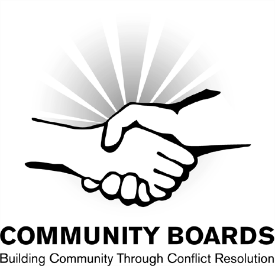 COMMUNITY BOARDS
Building Community Through Conflict Resolution